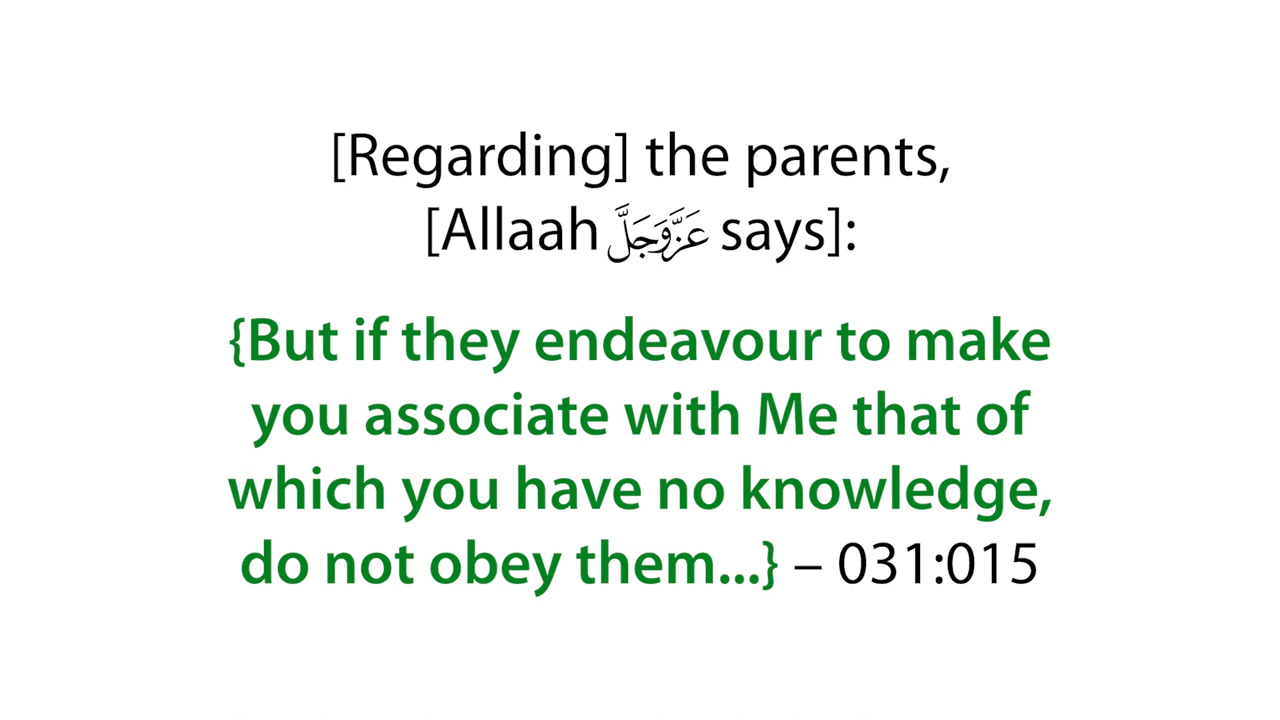 [Regarding] the parents,
[Allaah عَزَّوَجَلَّ says]:
{But if they endeavour to make
you associate with Me that of
which you have no knowledge,
do not obey them...} – 031:015